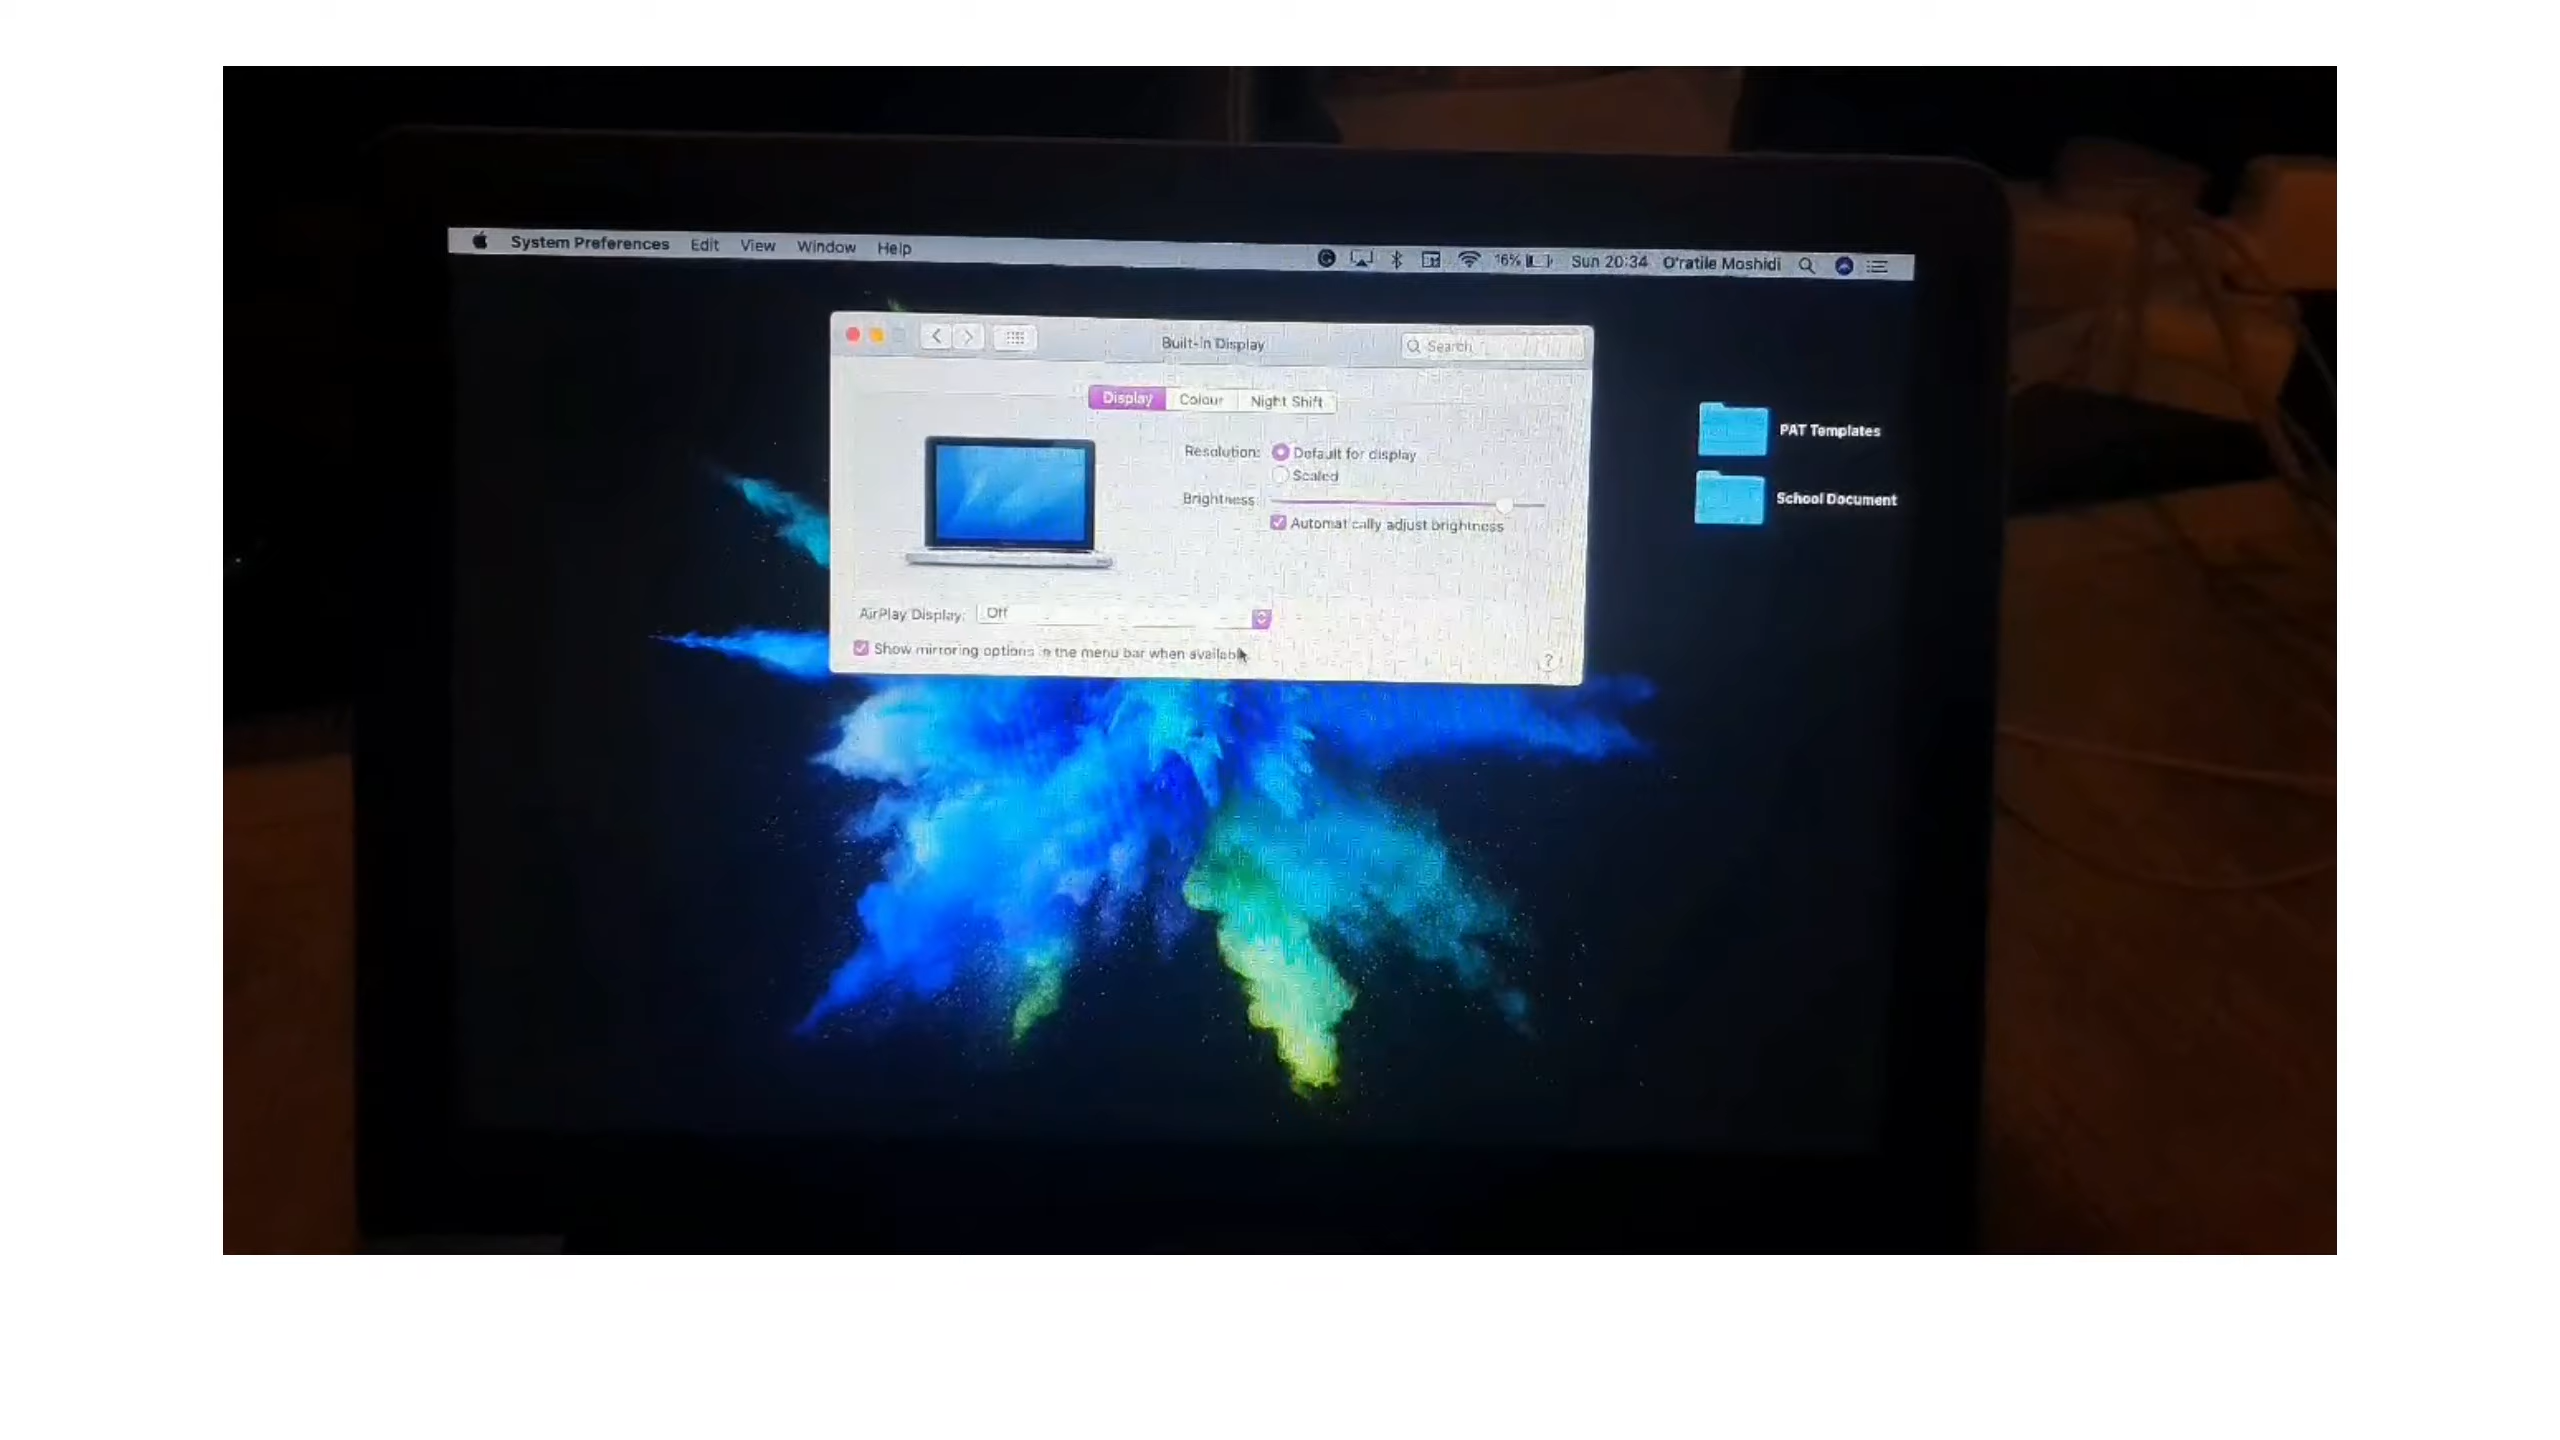 System Preferences Edit View Window Help 16% Sun 20:34 O'ratile Moshidi
Built-in Display Search
Display Colour Night Shift
Resolution: Default for display
Scaled
Brightness:
Automatically adjust brightness
AirPlay Display: Off
Show mirroring options in the menu bar when available
?
PAT Templates
School Document